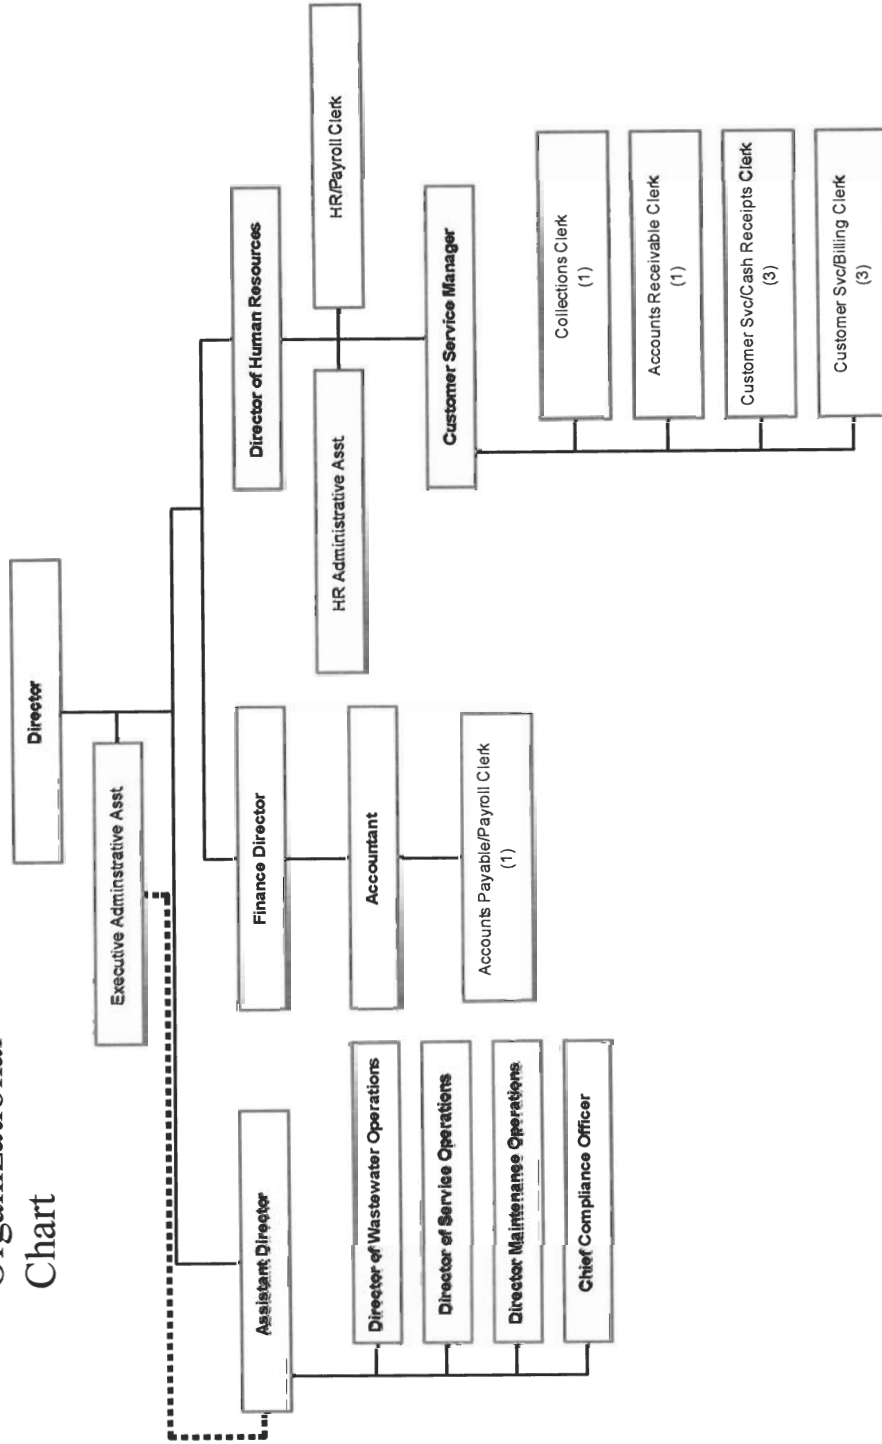 Chart
Director
Executive Adminstrative Asst
Assistant Director
Finance Director
Director of Human Resources
HR Administrative Asst
HR/Payroll Clerk
Director of Wastewater Operations
Director of Service Operations
Director Maintenance Operations
Chief Compliance Officer
Accountant
Accounts Payable/Payroll Clerk
(1)
Customer Service Manager
Collections Clerk
(1)
Accounts Receivable Clerk
(1)
Customer Svc/Cash Receipts Clerk
(3)
Customer Svc/Billing Clerk
(3)